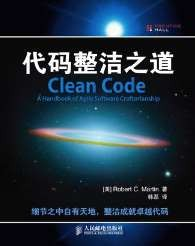 PRENTICE
HALL
代码整洁之道
Clean Code
A Handbook of Agile Software Craftsmanship
[美] Robert C. Martin 著
韩磊 译
细节之中自有天地，整洁成就卓越代码
人民邮电出版社